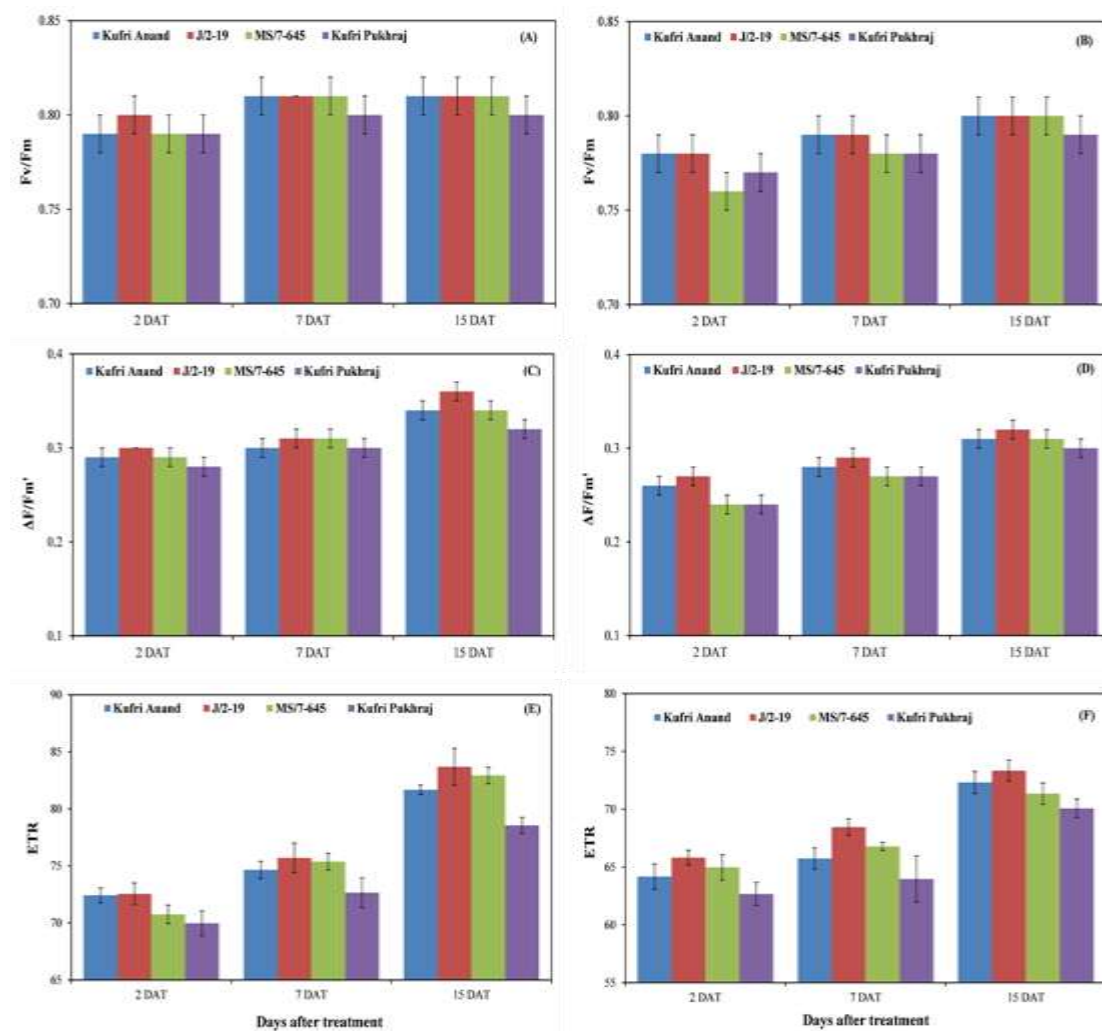 0.85
Kufri Anand J/2-19 MS/7-645 Kufri Pukhraj (A)
0.80
Fv/Fm
0.75
0.70
2 DAT 7 DAT 15 DAT
0.85
Kufri Anand J/2-19 MS/7-645 Kufri Pukhraj (B)
0.80
Fv/Fm
0.75
0.70
2 DAT 7 DAT 15 DAT
0.4
Kufri Anand J/2-19 MS/7-645 Kufri Pukhraj (C)
0.3
ΔF/Fm'
0.2
0.1
2 DAT 7 DAT 15 DAT
0.4
Kufri Anand J/2-19 MS/7-645 Kufri Pukhraj (D)
0.3
ΔF/Fm'
0.2
0.1
2 DAT 7 DAT 15 DAT
90
Kufri Anand J/2-19 MS/7-645 Kufri Pukhraj (E)
85
80
ETR
75
70
65
2 DAT 7 DAT 15 DAT
Days after treatment
80
Kufri Anand J/2-19 MS/7-645 Kufri Pukhraj (F)
75
70
ETR
65
60
55
2 DAT 7 DAT 15 DAT
Days after treatment